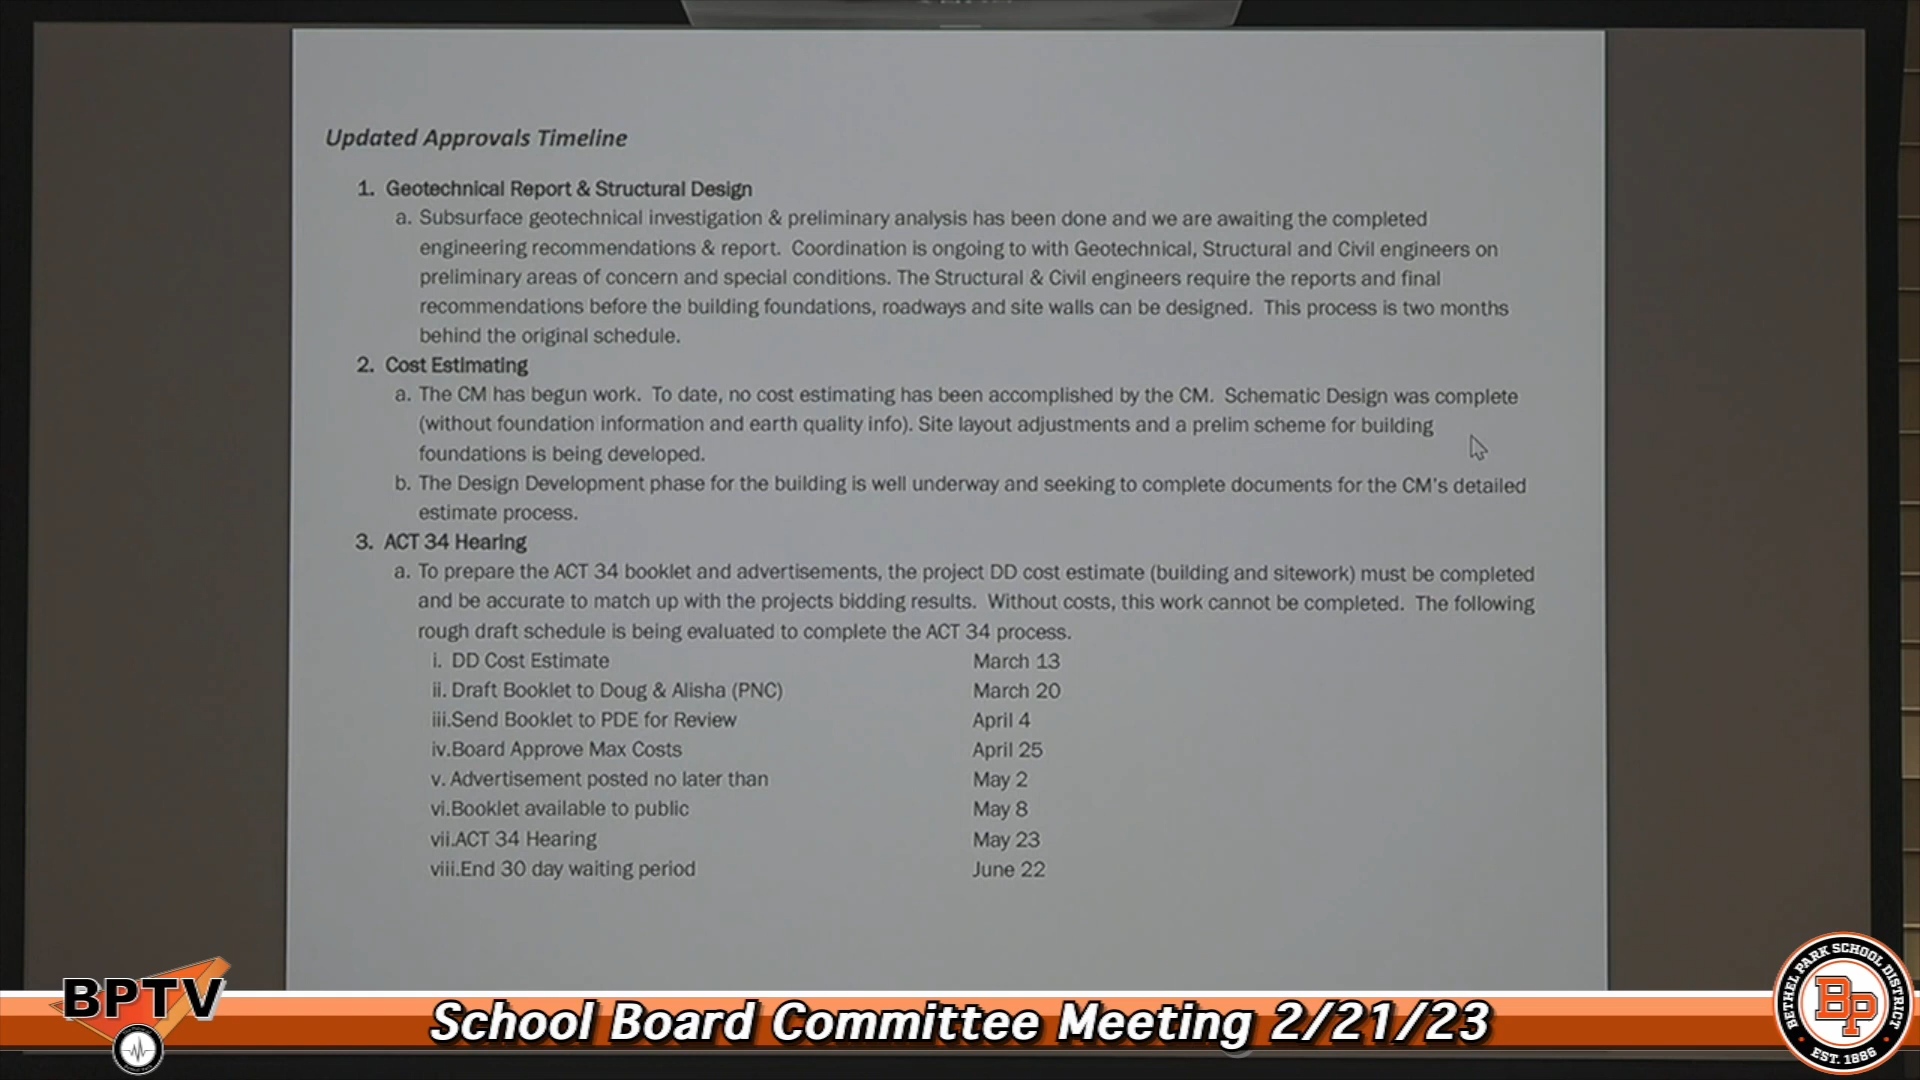 Updated Approvals Timeline
1. Geotechnical Report & Structural Design
a. Subsurface geotechnical investigation & preliminary analysis has been done and we are awaiting the completed
engineering recommendations & report. Coordination is ongoing to with Geotechnical, Structural and Civil engineers on
preliminary areas of concern and special conditions. The Structural & Civil engineers require the reports and final
recommendations before the building foundations, roadways and site walls can be designed. This process is two months
behind the original schedule.
2. Cost Estimating
a. The CM has begun work. To date, no cost estimating has been accomplished by the CM. Schematic Design was complete
(without foundation information and earth quality info). Site layout adjustments and a prelim scheme for building
foundations is being developed.
b. The Design Development phase for the building is well underway and seeking to complete documents for the CM's detailed
estimate process.
3. ACT 34 Hearing
a. To prepare the ACT 34 booklet and advertisements, the project DD cost estimate (building and sitework) must be completed
and be accurate to match up with the projects bidding results. Without costs, this work cannot be completed. The following
rough draft schedule is being evaluated to complete the ACT 34 process.
i. DD Cost Estimate March 13
ii. Draft Booklet to Doug & Alisha (PNC) March 20
iii.Send Booklet to PDE for Review April 4
iv.Board Approve Max Costs April 25
v. Advertisement posted no later than May 2
vi.Booklet available to public May 8
vii.ACT 34 Hearing May 23
viii.End 30 day waiting period June 22
BPTV
School Board Committee Meeting 2/21/23
BETHEL PARK SCHOOL DISTRICT
BP
EST. 1886